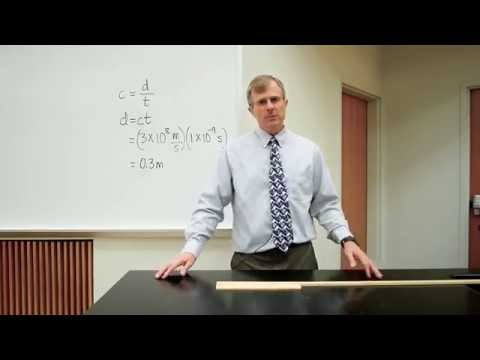 c = d/t
d = ct
= (3×10⁸ m/s)(1×10⁻⁹ s)
= 0.3m